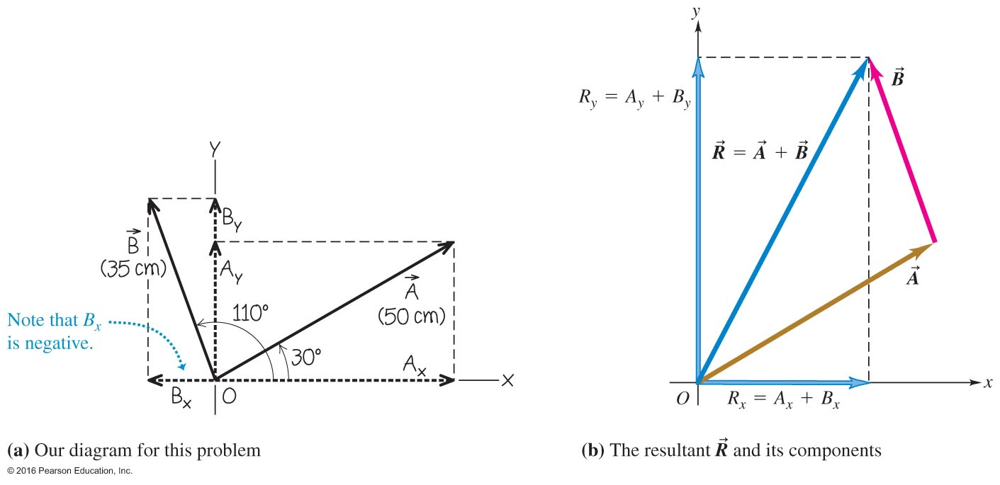 Y
B⃗
(35 cm)
B_Y
A_Y
A⃗
(50 cm)
110°
30°
Note that B_x
is negative.
A_X
X
B_X
O
(a) Our diagram for this problem
© 2016 Pearson Education, Inc.
y
R_y = A_y + B_y
B⃗
R⃗ = A⃗ + B⃗
A⃗
x
O
R_x = A_x + B_x
(b) The resultant R⃗ and its components